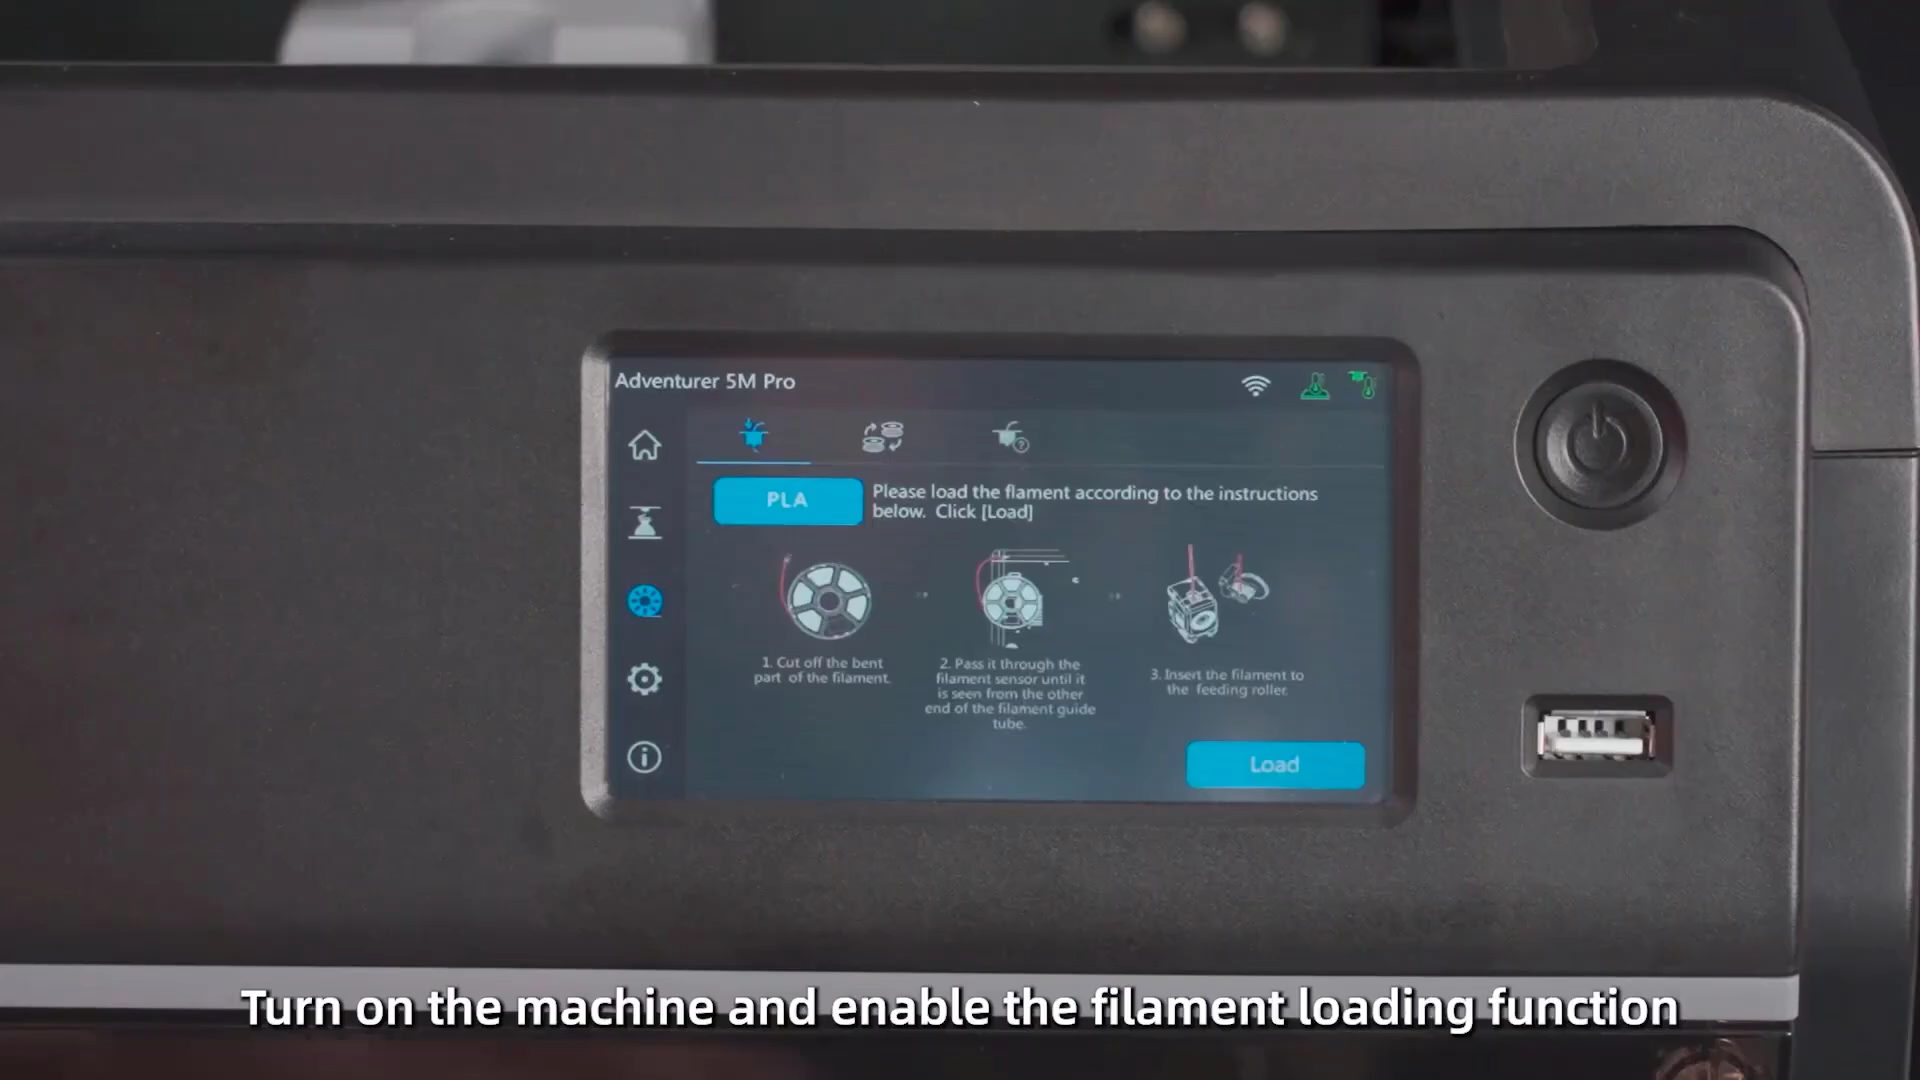 Adventurer 5M Pro
PLA
Please load the flament according to the instructions
below. Click [Load]
1. Cut off the bent
part of the filament.
2. Pass it through the
filament sensor until it
is seen from the other
end of the filament guide
tube.
3. Insert the filament to
the feeding roller.
Load
Turn on the machine and enable the filament loading function